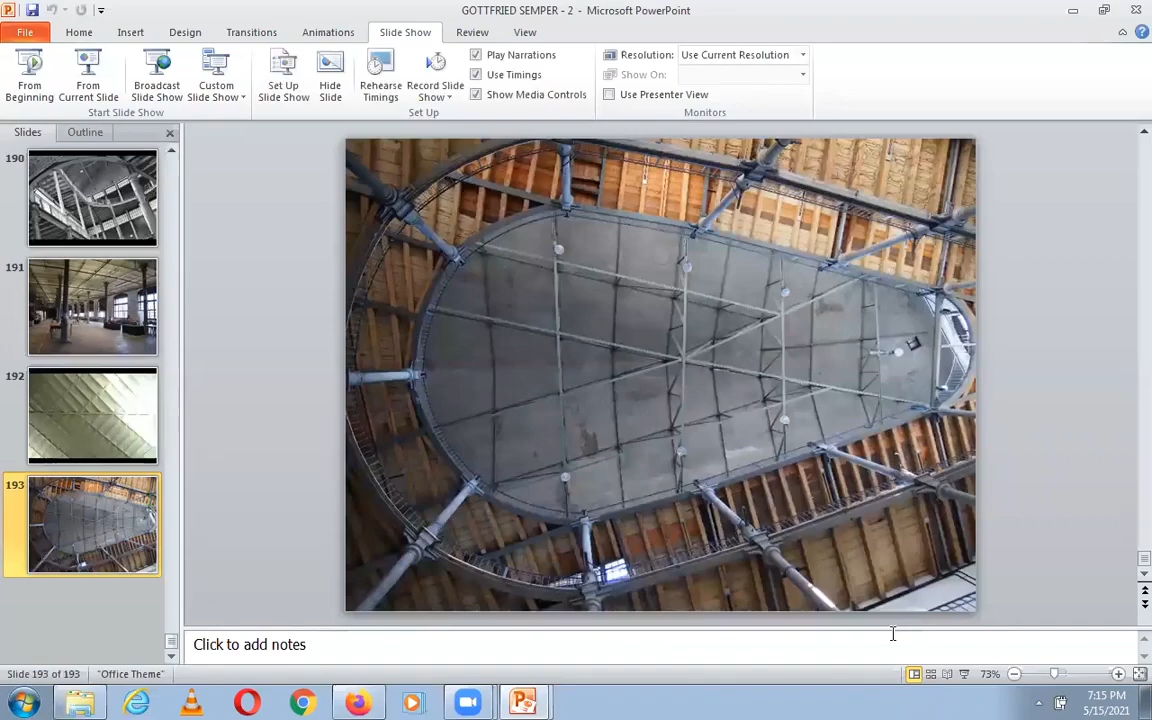 GOTTFRIED SEMPER - 2 - Microsoft PowerPoint
File Home Insert Design Transitions Animations Slide Show Review View
From Beginning
From Current Slide
Broadcast Slide Show
Custom Slide Show
Start Slide Show
Set Up Slide Show
Hide Slide
Rehearse Timings
Record Slide Show
Play Narrations
Use Timings
Show Media Controls
Set Up
Resolution: Use Current Resolution
Show On:
Use Presenter View
Monitors
Slides Outline
190
191
192
193
Click to add notes
Slide 193 of 193 "Office Theme" 73%
7:15 PM
5/15/2021